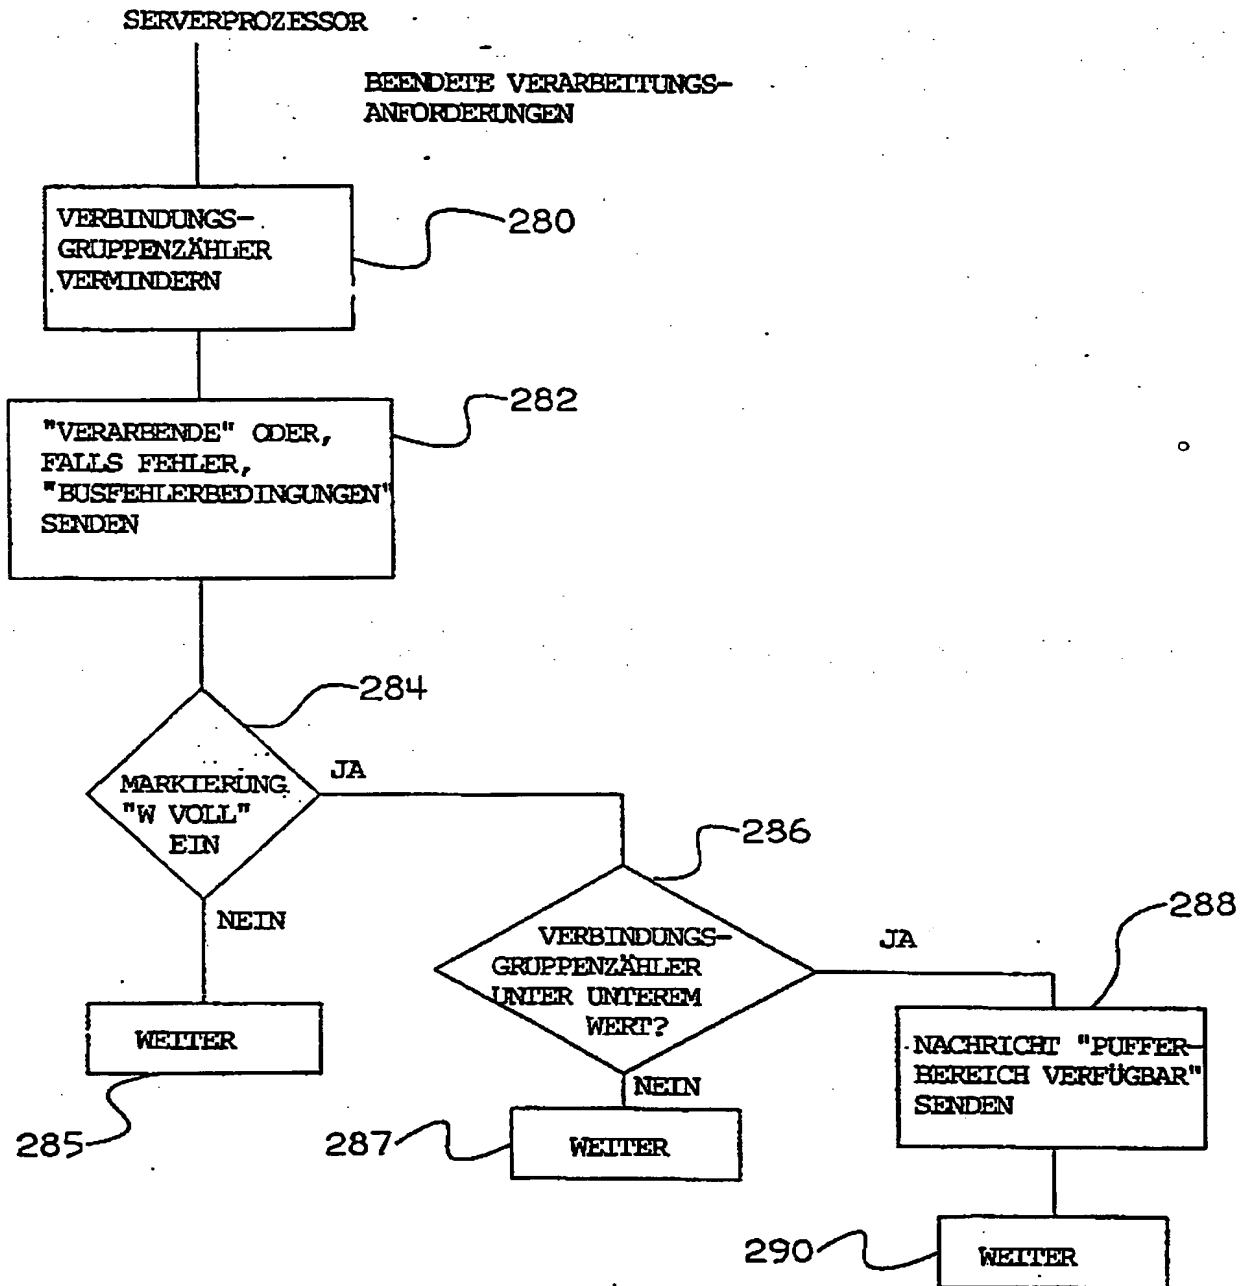 SERVERPROZESSOR
BEENDETE VERARBEITUNGS-
ANFORDERUNGEN
VERBINDUNGS-
GRUPPENZÄHLER
VERMINDERN
280
"VERARBENDE" ODER,
FALLS FEHLER,
"BUSFEHLERBEDINGUNGEN"
SENDEN
282
284
MARKIERUNG
"W VOLL"
EIN
JA
NEIN
WEITER
285
286
VERBINDUNGS-
GRUPPENZÄHLER
UNTER UNTEREM
WERT?
JA
NEIN
287
WEITER
288
NACHRICHT "PUFFER-
BEREICH VERFÜGBAR"
SENDEN
290
WEITER